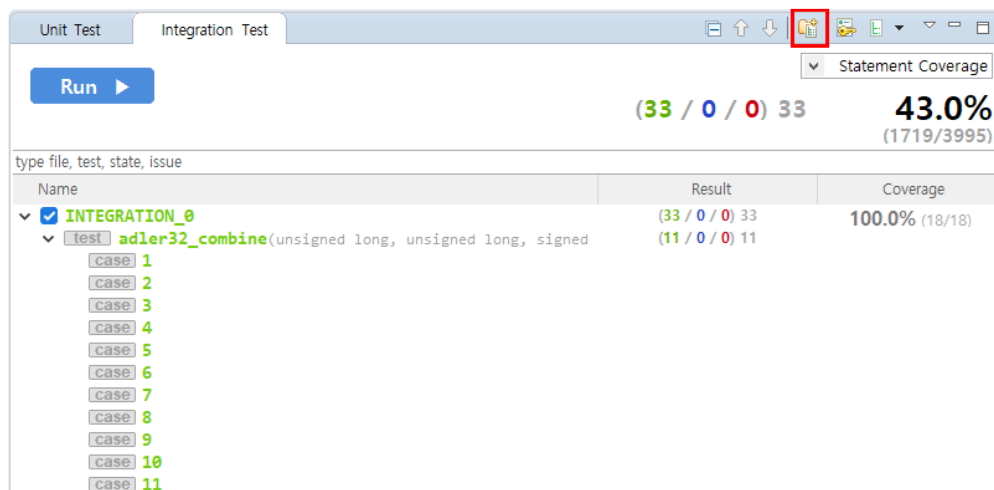 Unit Test Integration Test
Statement Coverage
Run
(33 / 0 / 0) 33 43.0%
(1719/3995)
type file, test, state, issue
Name Result Coverage
INTEGRATION_0 (33 / 0 / 0) 33 100.0% (18/18)
test adler32_combine(unsigned long, unsigned long, signed (11 / 0 / 0) 11
case 1
case 2
case 3
case 4
case 5
case 6
case 7
case 8
case 9
case 10
case 11